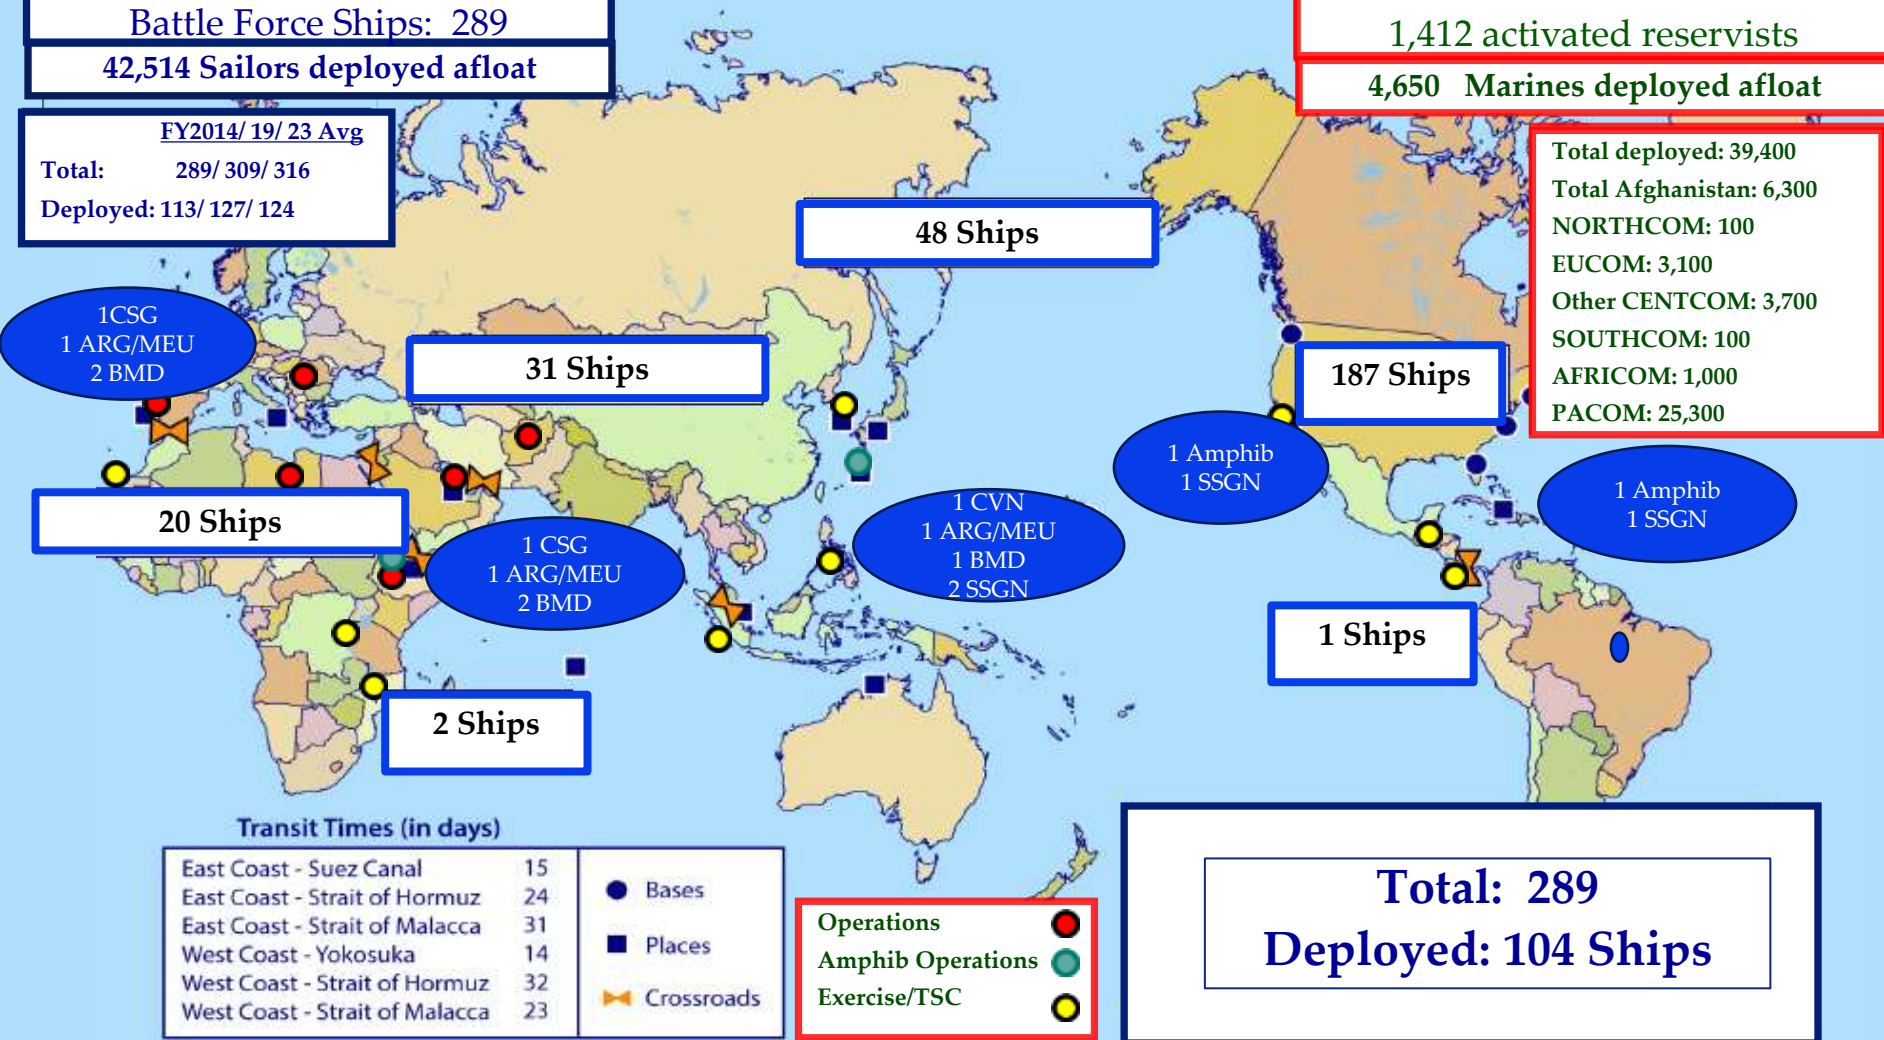 Battle Force Ships: 289
42,514 Sailors deployed afloat
FY2014/ 19/ 23 Avg
Total: 289/ 309/ 316
Deployed: 113/ 127/ 124
1,412 activated reservists
4,650 Marines deployed afloat
Total deployed: 39,400
Total Afghanistan: 6,300
NORTHCOM: 100
EUCOM: 3,100
Other CENTCOM: 3,700
SOUTHCOM: 100
AFRICOM: 1,000
PACOM: 25,300
48 Ships
1CSG
1 ARG/MEU
2 BMD
31 Ships
187 Ships
1 Amphib
1 SSGN
1 Amphib
1 SSGN
20 Ships
1 CSG
1 ARG/MEU
2 BMD
1 CVN
1 ARG/MEU
1 BMD
2 SSGN
1 Ships
2 Ships
Transit Times (in days)
East Coast - Suez Canal 15
East Coast - Strait of Hormuz 24
East Coast - Strait of Malacca 31
West Coast - Yokosuka 14
West Coast - Strait of Hormuz 32
West Coast - Strait of Malacca 23
Bases
Places
Crossroads
Operations
Amphib Operations
Exercise/TSC
Total: 289
Deployed: 104 Ships